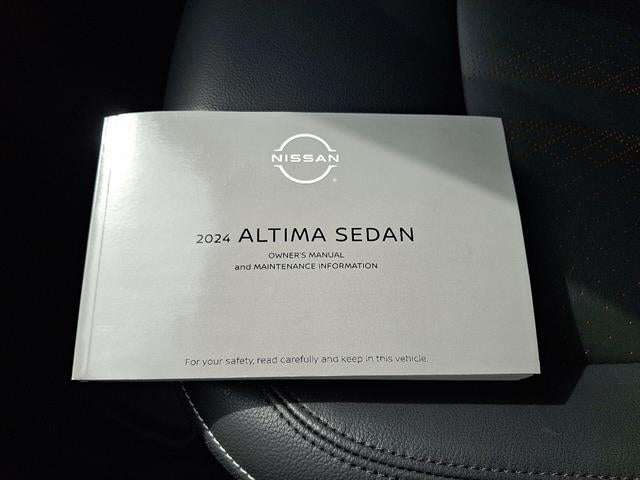 NISSAN
2024 ALTIMA SEDAN
OWNER'S MANUAL
and MAINTENANCE INFORMATION
For your safety, read carefully and keep in this vehicle.